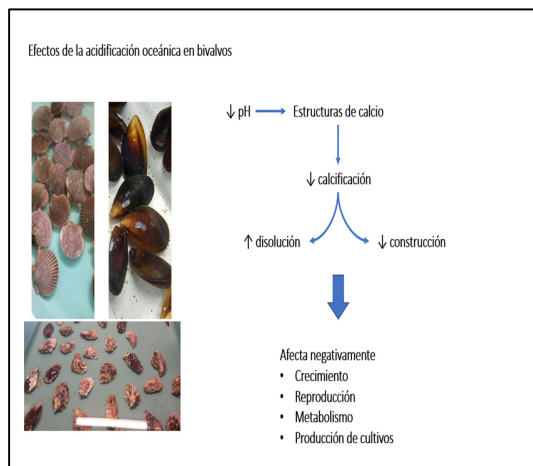 Efectos de la acidificación oceánica en bivalvos
↓ pH → Estructuras de calcio
↓ calcificación
↑ disolución ↓ construcción
Afecta negativamente
• Crecimiento
• Reproducción
• Metabolismo
• Producción de cultivos